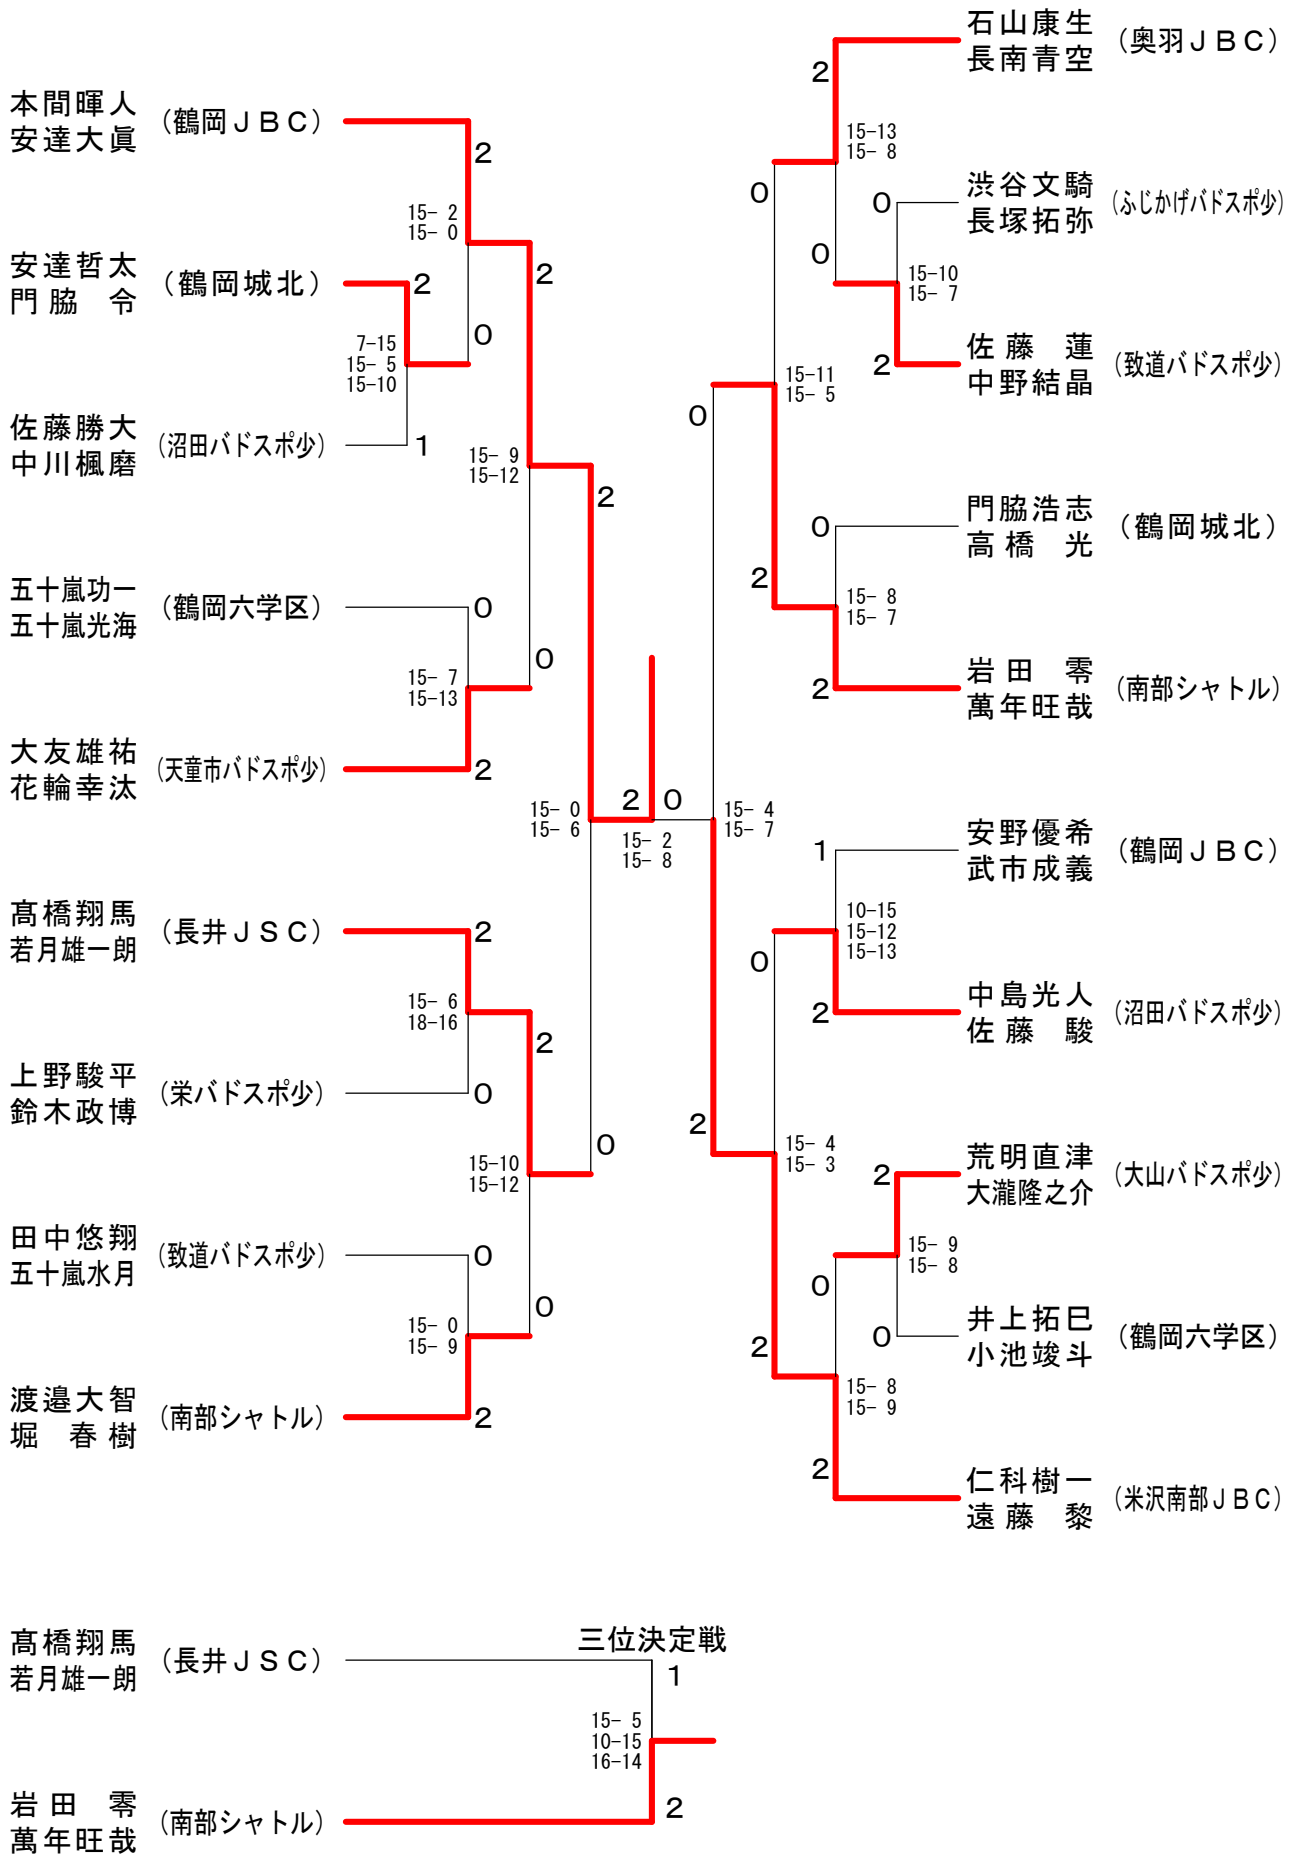 本間暉人
安達大眞
(鶴岡ＪＢＣ)
2
15- 2
15- 0
安達哲太
門脇 令
(鶴岡城北)
2
0
7-15
15- 5
15-10
佐藤勝大
中川楓磨
(沼田バドスポ少)
1
2
15- 9
15-12
五十嵐功一
五十嵐光海
(鶴岡六学区)
0
0
15- 7
15-13
大友雄祐
花輪幸汰
(天童市バドスポ少)
2
2
15- 0
15- 6
髙橋翔馬
若月雄一朗
(長井ＪＳＣ)
2
15- 6
18-16
2
上野駿平
鈴木政博
(栄バドスポ少)
0
0
15-10
15-12
田中悠翔
五十嵐水月
(致道バドスポ少)
0
0
15- 0
15- 9
渡邉大智
堀 春樹
(南部シャトル)
2
2
0
15- 2
15- 8
石山康生
長南青空
(奥羽ＪＢＣ)
2
15-13
15- 8
0
渋谷文騎
長塚拓弥
(ふじかげバドスポ少)
0
0
15-10
15- 7
佐藤 蓮
中野結晶
(致道バドスポ少)
2
15-11
15- 5
0
門脇浩志
高橋 光
(鶴岡城北)
0
2
15- 8
15- 7
岩田 零
萬年旺哉
(南部シャトル)
2
15- 4
15- 7
安野優希
武市成義
(鶴岡ＪＢＣ)
1
10-15
15-12
15-13
0
中島光人
佐藤 駿
(沼田バドスポ少)
2
2
15- 4
15- 3
荒明直津
大瀧隆之介
(大山バドスポ少)
2
15- 9
15- 8
0
井上拓巳
小池竣斗
(鶴岡六学区)
0
2
15- 8
15- 9
仁科樹一
遠藤 黎
(米沢南部ＪＢＣ)
2
三位決定戦
髙橋翔馬
若月雄一朗
(長井ＪＳＣ)
1
15- 5
10-15
16-14
岩田 零
萬年旺哉
(南部シャトル)
2